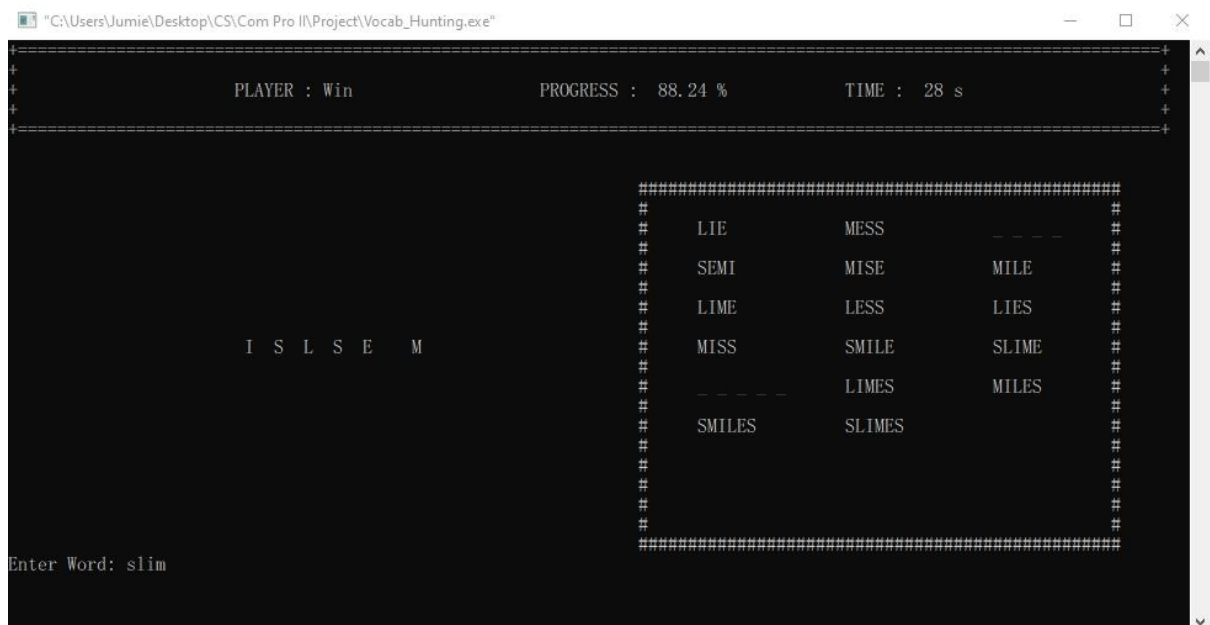 "C:\Users\Jumie\Desktop\CS\Com Pro II\Project\Vocab_Hunting.exe"
PLAYER : Win PROGRESS : 88.24 % TIME : 28 s
LIE MESS _ _ _ _
SEMI MISE MILE
LIME LESS LIES
I S L S E M MISS SMILE SLIME
_ _ _ _ _ LIMES MILES
SMILES SLIMES
Enter Word: slim